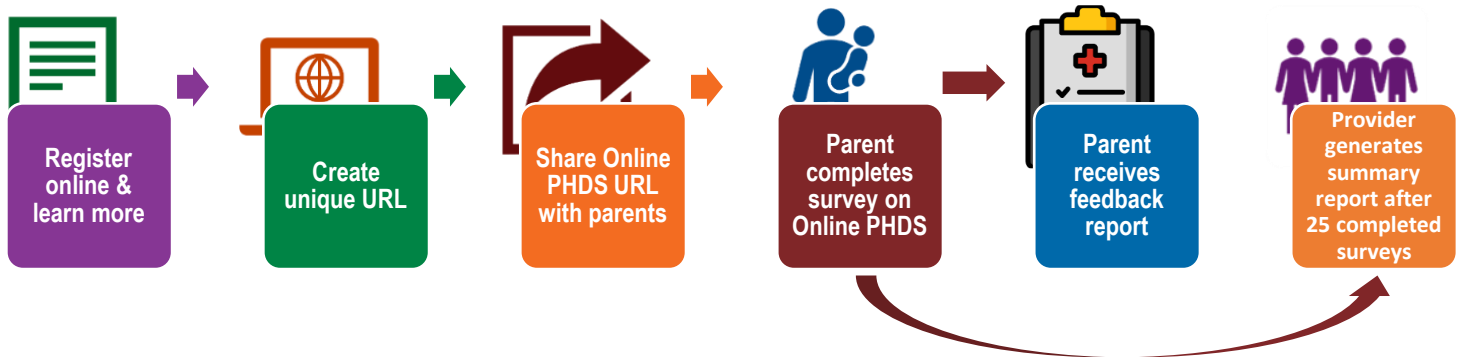 Register
online &
learn more
Create
unique URL
Share Online
PHDS URL
with parents
Parent
completes
survey on
Online PHDS
Parent
receives
feedback
report
Provider
generates
summary
report after
25 completed
surveys